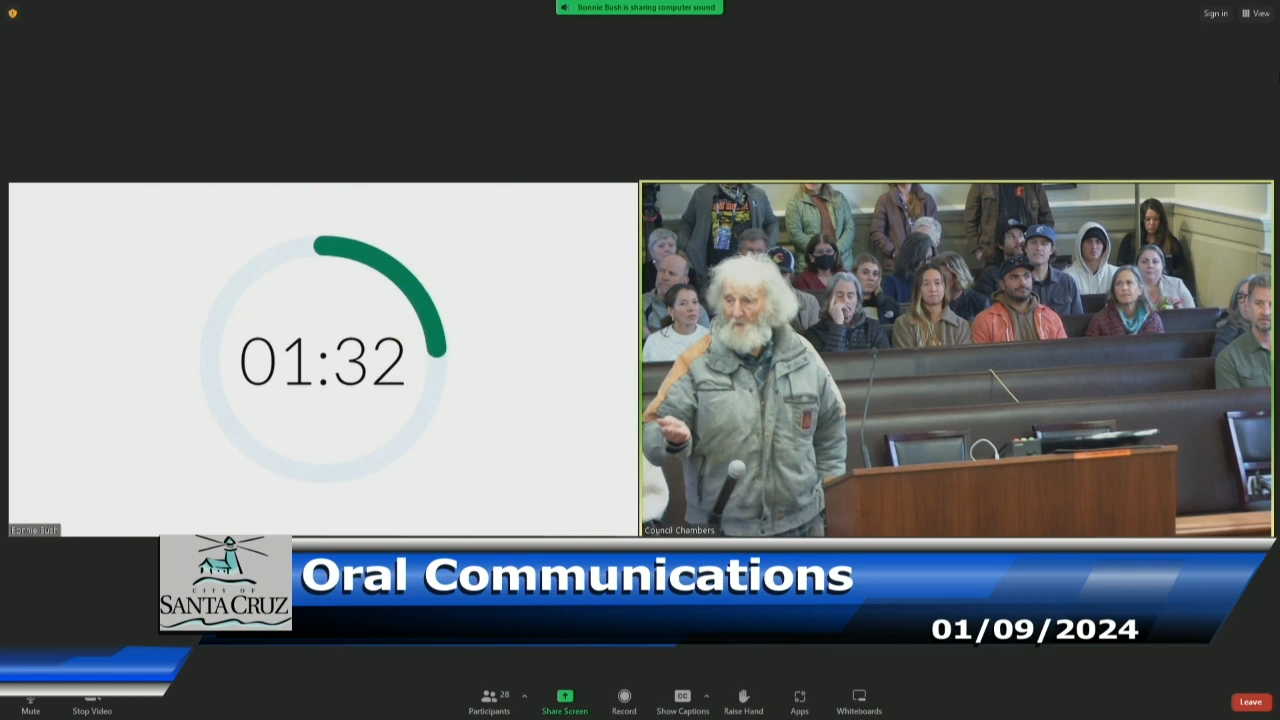 Bonnie Bush is sharing computer sound
Sign in
View
01:32
Bonnie Bush
Council Chambers
CITY OF
SANTA CRUZ
Oral Communications
01/09/2024
Mute
Stop Video
28
Participants
Share Screen
Record
CC
Show Captions
Raise Hand
Apps
Whiteboards
Leave